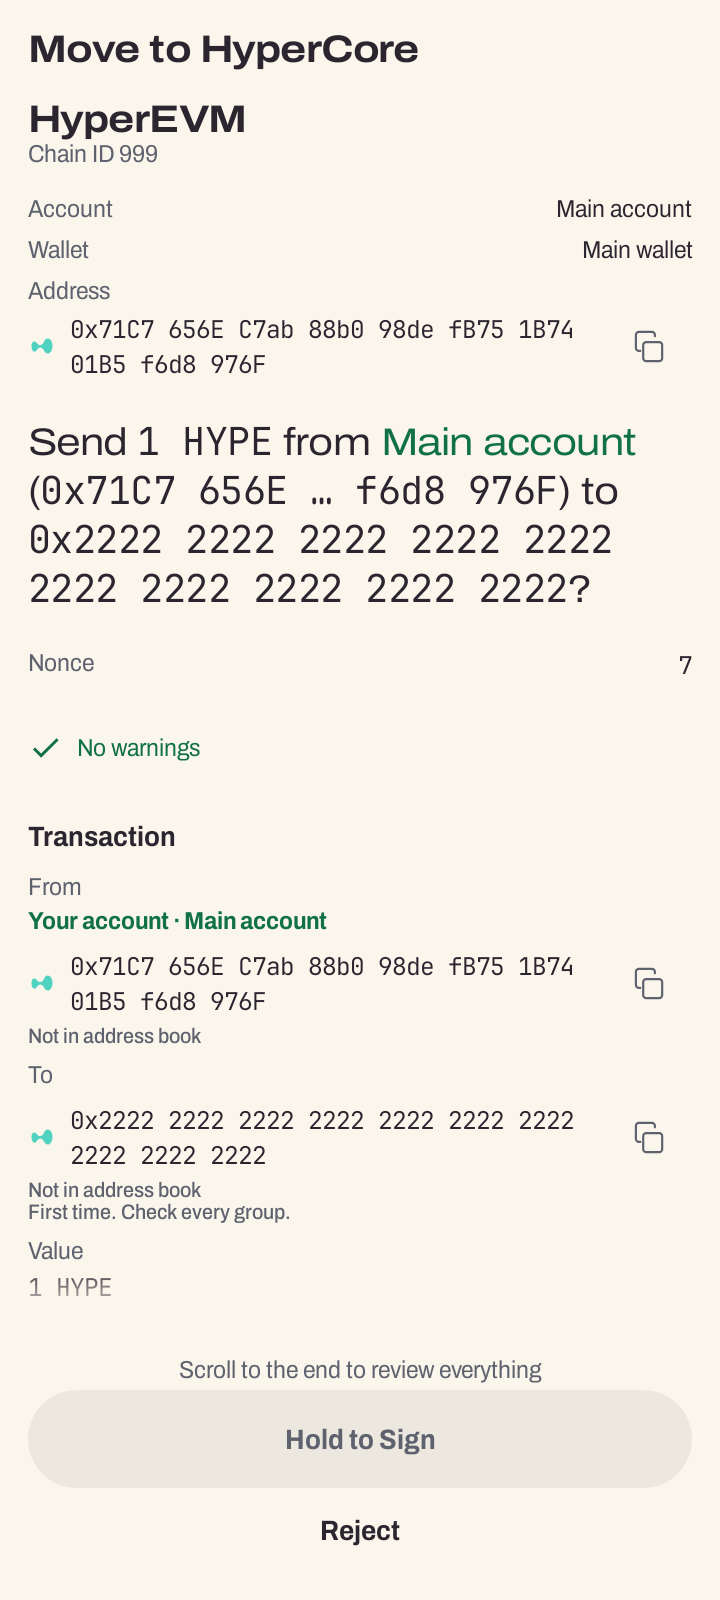 Move to HyperCore
HyperEVM
Chain ID 999
Account Main account
Wallet Main wallet
Address
0x71C7 656E C7ab 88b0 98de fB75 1B74
01B5 f6d8 976F
Send 1 HYPE from Main account
(0x71C7 656E … f6d8 976F) to
0x2222 2222 2222 2222 2222
2222 2222 2222 2222 2222?
Nonce 7
No warnings
Transaction
From
Your account · Main account
0x71C7 656E C7ab 88b0 98de fB75 1B74
01B5 f6d8 976F
Not in address book
To
0x2222 2222 2222 2222 2222 2222 2222
2222 2222 2222
Not in address book
First time. Check every group.
Value
1 HYPE
Scroll to the end to review everything
Hold to Sign
Reject